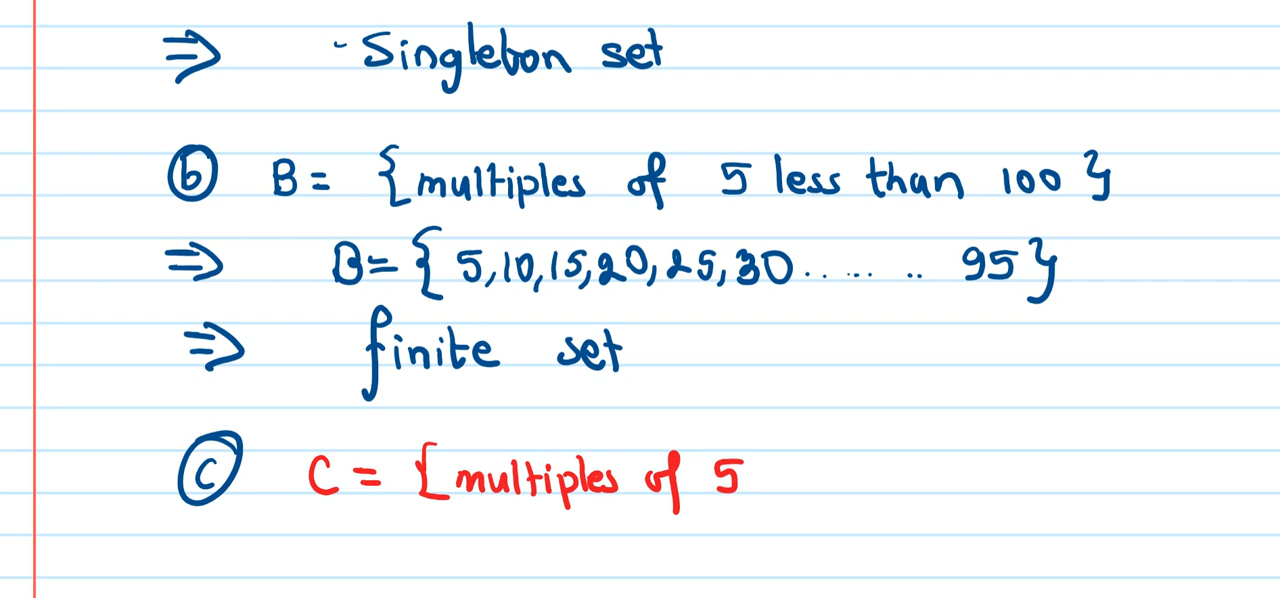 ⇒ - Singleton set
ⓑ B = {multiples of 5 less than 100}
⇒ B = {5,10,15,20,25,30....... 95}
⇒ finite set
ⓒ C = {multiples of 5